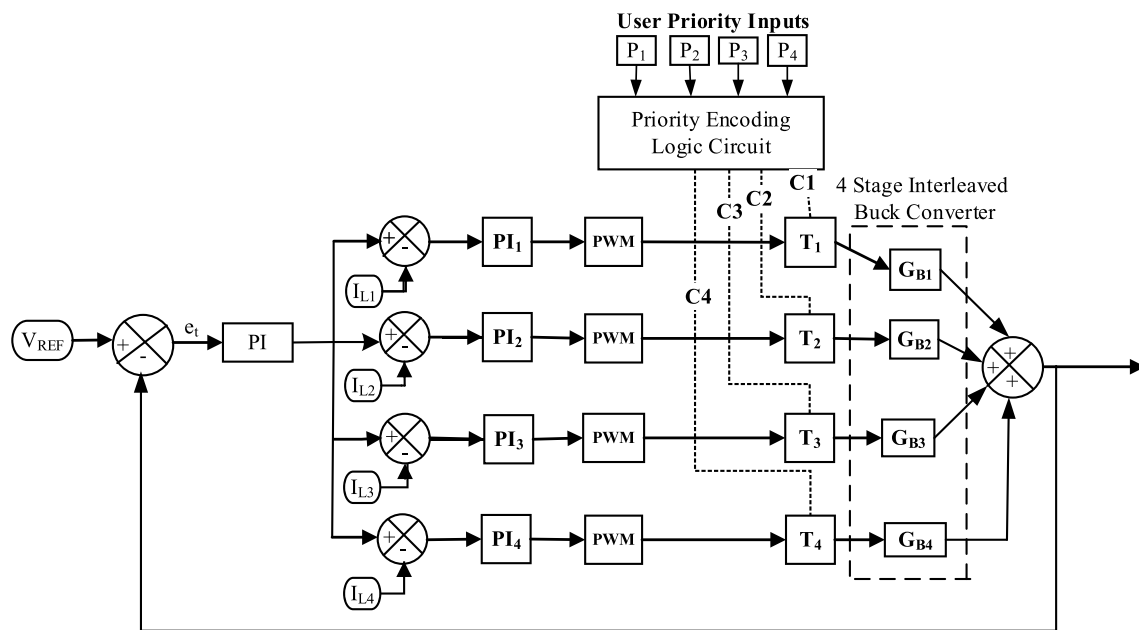 User Priority Inputs
P1 P2 P3 P4
Priority Encoding
Logic Circuit
C1
C2
C3
C4
4 Stage Interleaved
Buck Converter
+ - PI1 PWM T1 GB1
IL1
VREF + - et PI
+ - PI2 PWM T2 GB2
IL2
+ + + +
+ - PI3 PWM T3 GB3
IL3
+ - PI4 PWM T4 GB4
IL4